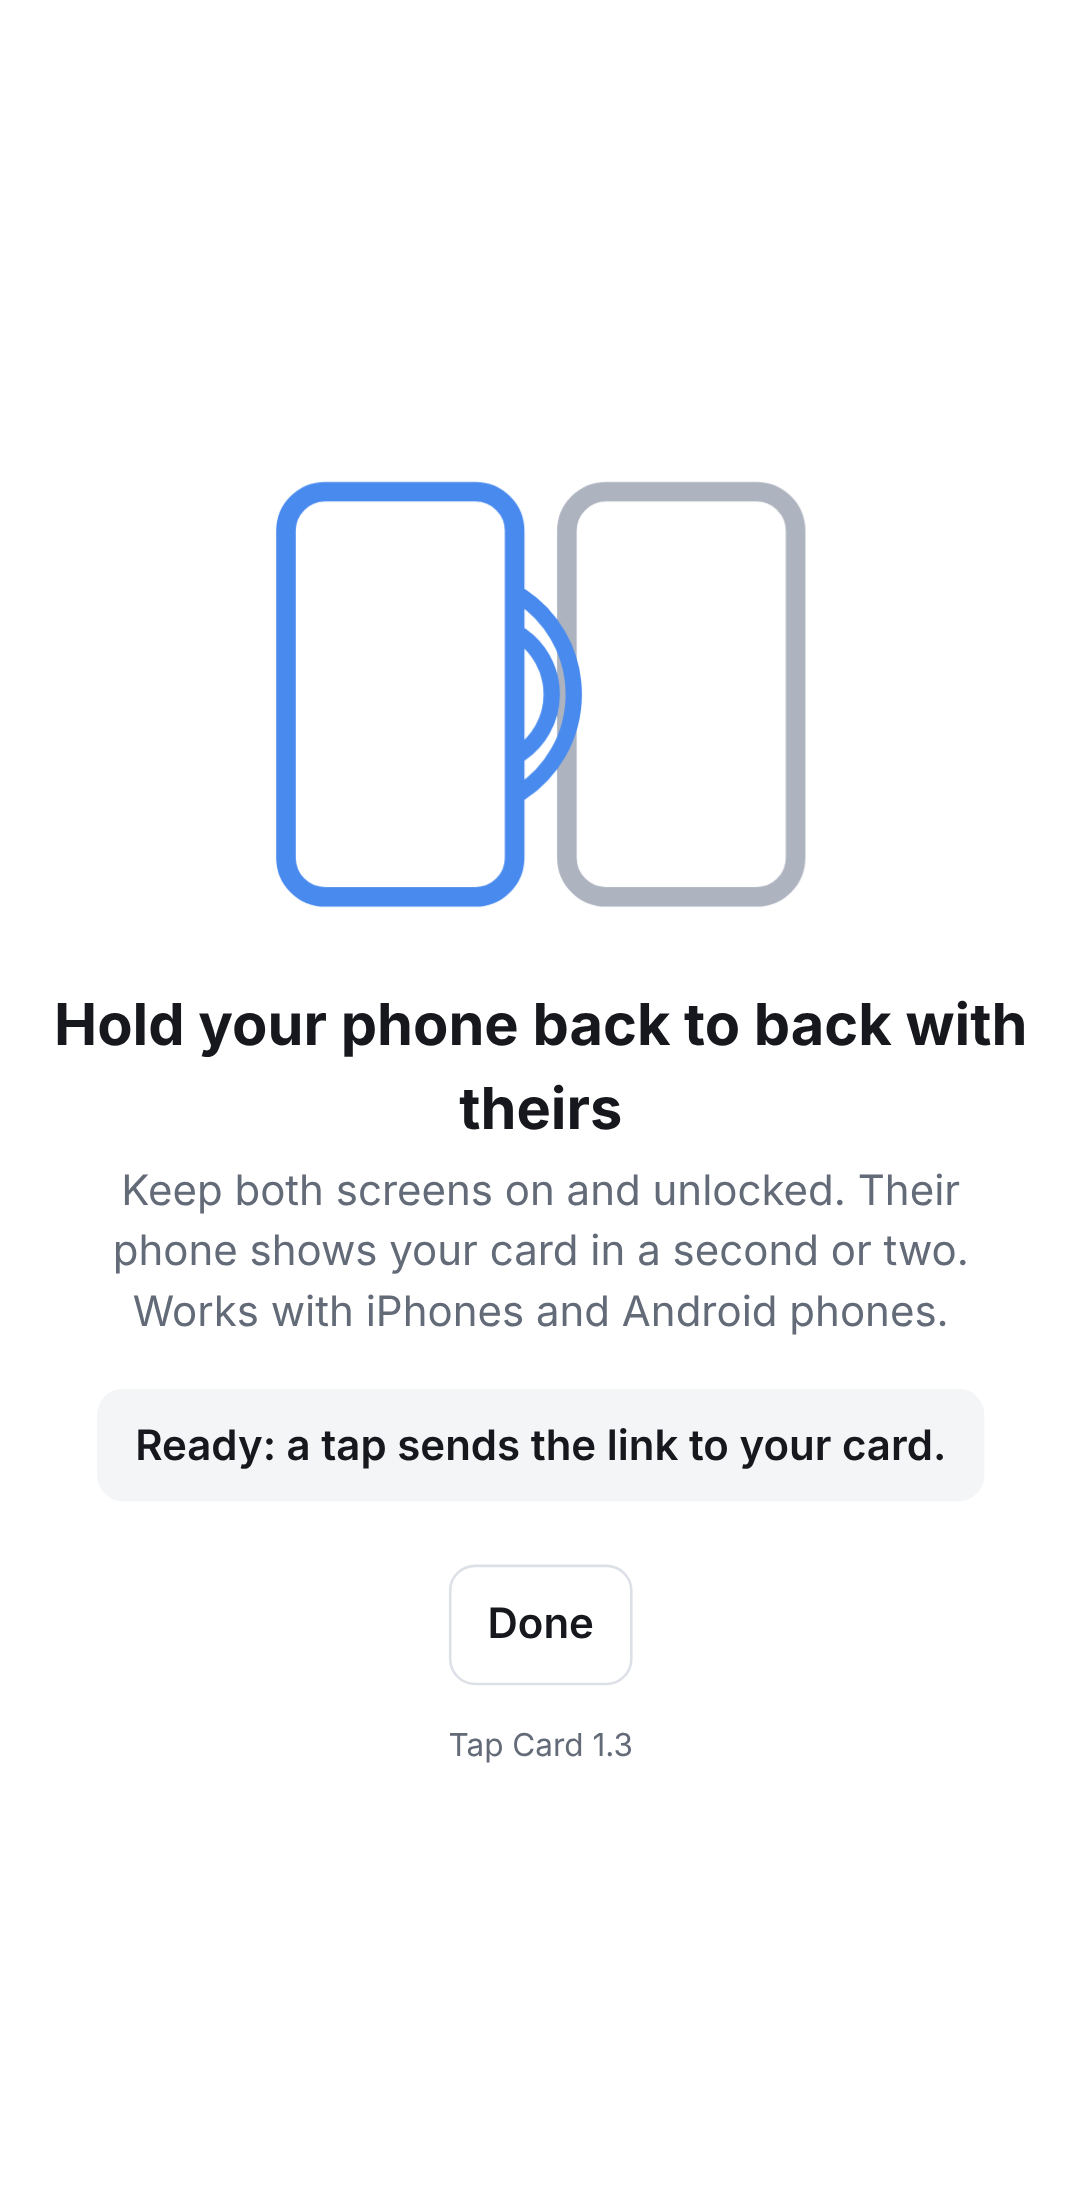 Hold your phone back to back with
theirs
Keep both screens on and unlocked. Their
phone shows your card in a second or two.
Works with iPhones and Android phones.
Ready: a tap sends the link to your card.
Done
Tap Card 1.3